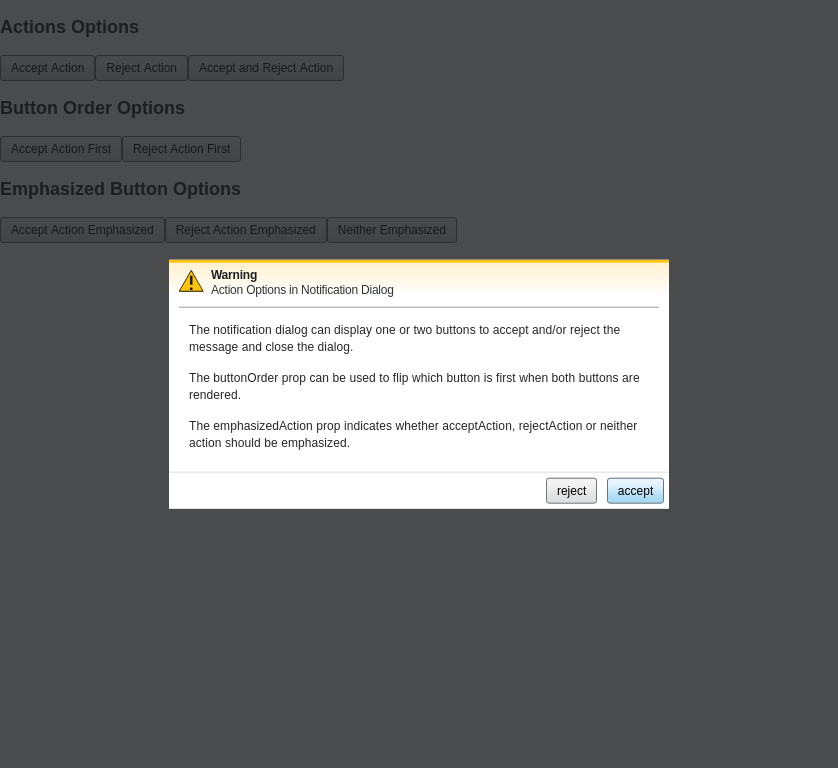 Actions Options
Accept Action Reject Action Accept and Reject Action
Button Order Options
Accept Action First Reject Action First
Emphasized Button Options
Accept Action Emphasized Reject Action Emphasized Neither Emphasized
Warning
Action Options in Notification Dialog
The notification dialog can display one or two buttons to accept and/or reject the
message and close the dialog.
The buttonOrder prop can be used to flip which button is first when both buttons are
rendered.
The emphasizedAction prop indicates whether acceptAction, rejectAction or neither
action should be emphasized.
reject accept